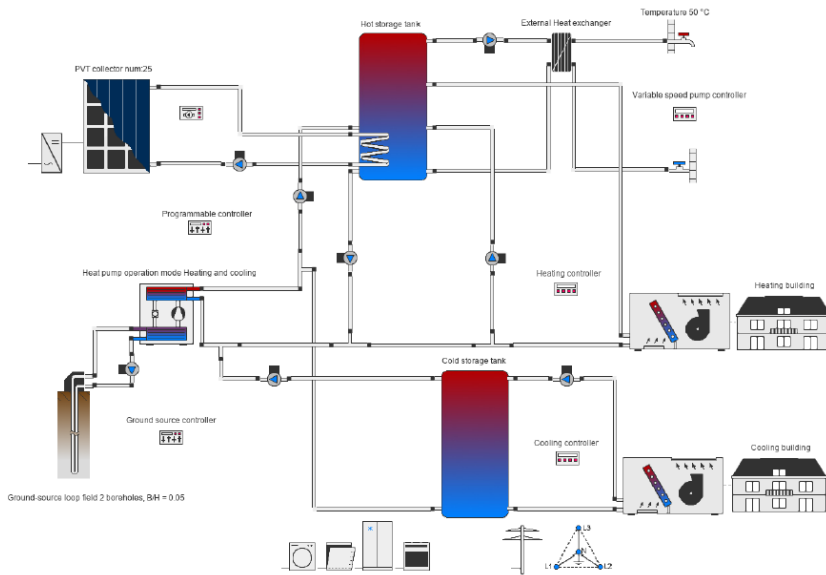 Temperature 50 °C
Hot storage tank
External Heat exchanger
PVT collector num:25
Variable speed pump controller
Programmable controller
Heat pump operation mode Heating and cooling
Heating controller
Heating building
Cold storage tank
Ground source controller
Cooling controller
Cooling building
Ground-source loop field 2 boreholes, B/H = 0.05
L3
N
L1
L2